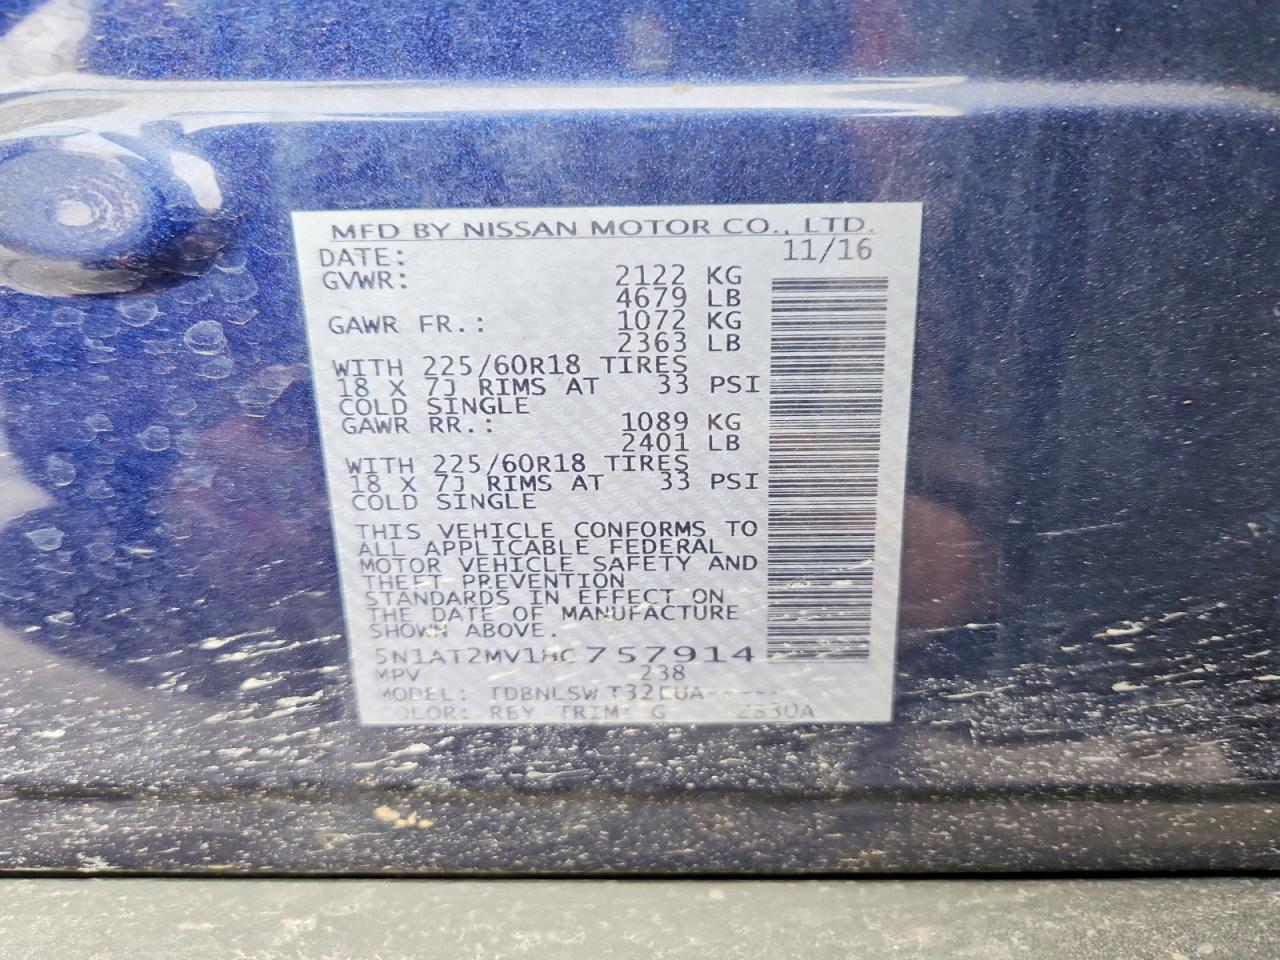 MFD BY NISSAN MOTOR CO., LTD.
DATE: 11/16
GVWR: 2122 KG
4679 LB
GAWR FR.: 1072 KG
2363 LB
WITH 225/60R18 TIRES
18 X 7J RIMS AT 33 PSI
COLD SINGLE
GAWR RR.: 1089 KG
2401 LB
WITH 225/60R18 TIRES
18 X 7J RIMS AT 33 PSI
COLD SINGLE
THIS VEHICLE CONFORMS TO
ALL APPLICABLE FEDERAL
MOTOR VEHICLE SAFETY AND
THEFT PREVENTION
STANDARDS IN EFFECT ON
THE DATE OF MANUFACTURE
SHOWN ABOVE.
5N1AT2MV1HC757914
MPV 238
MODEL: TDBNLSWT32EUA-----
COLOR: RBY TRIM: G